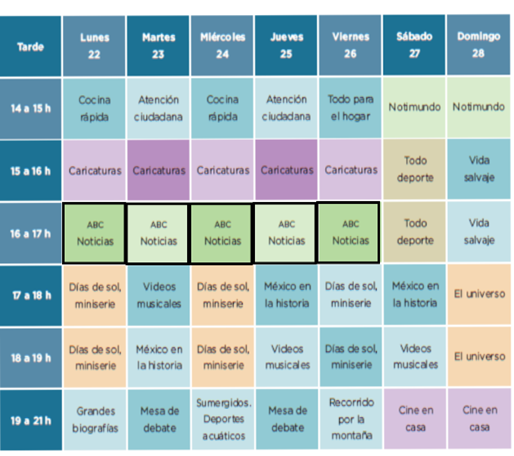 Tarde Lunes 22 Martes 23 Miércoles 24 Jueves 25 Viernes 26 Sábado 27 Domingo 28
14 a 15 h Cocina rápida Atención ciudadana Cocina rápida Atención ciudadana Todo para el hogar Notimundo Notimundo
15 a 16 h Caricaturas Caricaturas Caricaturas Caricaturas Caricaturas Todo deporte Vida salvaje
16 a 17 h ABC Noticias ABC Noticias ABC Noticias ABC Noticias ABC Noticias Todo deporte Vida salvaje
17 a 18 h Días de sol, miniserie Videos musicales Días de sol, miniserie México en la historia Días de sol, miniserie México en la historia El universo
18 a 19 h Días de sol, miniserie México en la historia Días de sol, miniserie Videos musicales Días de sol, miniserie Videos musicales El universo
19 a 21 h Grandes biografías Mesa de debate Sumergidos. Deportes acuáticos Mesa de debate Recorrido por la montaña Cine en casa Cine en casa